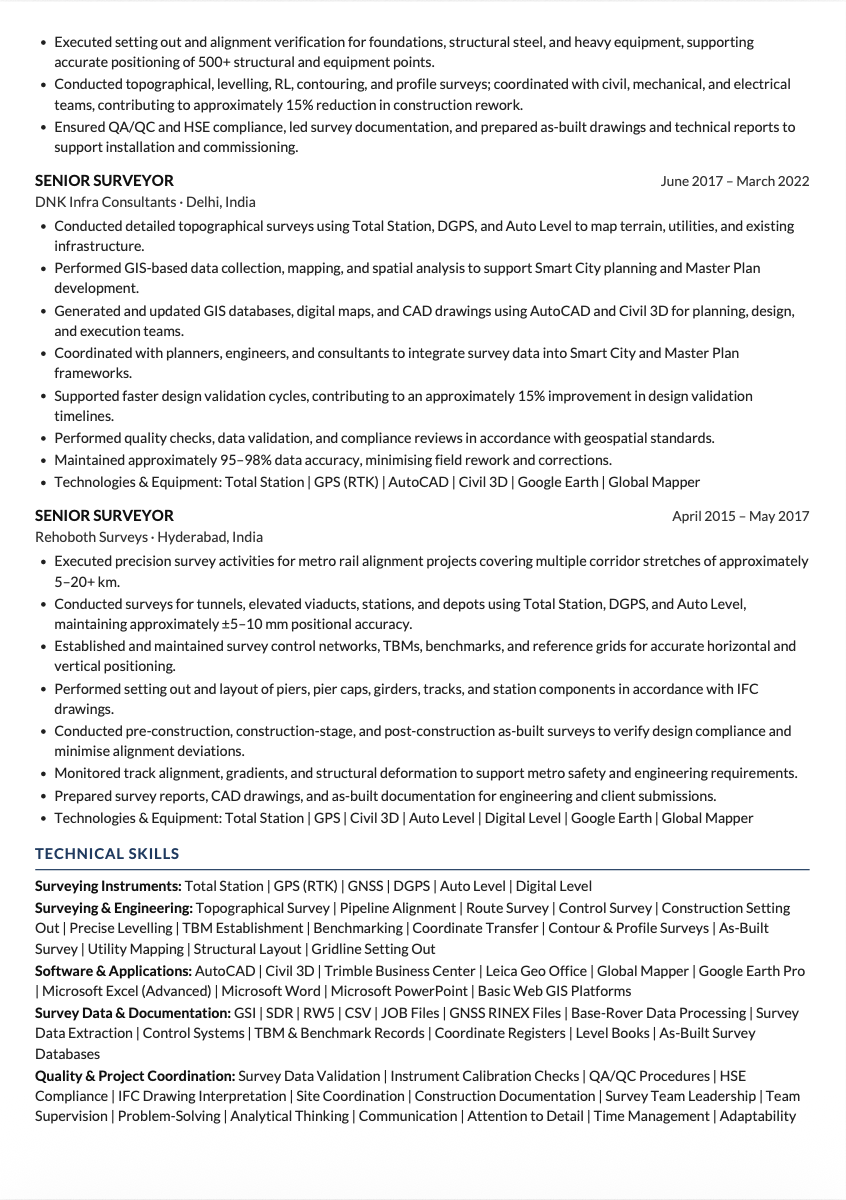 • Executed setting out and alignment verification for foundations, structural steel, and heavy equipment, supporting
accurate positioning of 500+ structural and equipment points.
• Conducted topographical, levelling, RL, contouring, and profile surveys; coordinated with civil, mechanical, and electrical
teams, contributing to approximately 15% reduction in construction rework.
• Ensured QA/QC and HSE compliance, led survey documentation, and prepared as-built drawings and technical reports to
support installation and commissioning.
SENIOR SURVEYOR June 2017 – March 2022
DNK Infra Consultants · Delhi, India
• Conducted detailed topographical surveys using Total Station, DGPS, and Auto Level to map terrain, utilities, and existing
infrastructure.
• Performed GIS-based data collection, mapping, and spatial analysis to support Smart City planning and Master Plan
development.
• Generated and updated GIS databases, digital maps, and CAD drawings using AutoCAD and Civil 3D for planning, design,
and execution teams.
• Coordinated with planners, engineers, and consultants to integrate survey data into Smart City and Master Plan
frameworks.
• Supported faster design validation cycles, contributing to an approximately 15% improvement in design validation
timelines.
• Performed quality checks, data validation, and compliance reviews in accordance with geospatial standards.
• Maintained approximately 95–98% data accuracy, minimising field rework and corrections.
• Technologies & Equipment: Total Station | GPS (RTK) | AutoCAD | Civil 3D | Google Earth | Global Mapper
SENIOR SURVEYOR April 2015 – May 2017
Rehoboth Surveys · Hyderabad, India
• Executed precision survey activities for metro rail alignment projects covering multiple corridor stretches of approximately
5–20+ km.
• Conducted surveys for tunnels, elevated viaducts, stations, and depots using Total Station, DGPS, and Auto Level,
maintaining approximately ±5–10 mm positional accuracy.
• Established and maintained survey control networks, TBMs, benchmarks, and reference grids for accurate horizontal and
vertical positioning.
• Performed setting out and layout of piers, pier caps, girders, tracks, and station components in accordance with IFC
drawings.
• Conducted pre-construction, construction-stage, and post-construction as-built surveys to verify design compliance and
minimise alignment deviations.
• Monitored track alignment, gradients, and structural deformation to support metro safety and engineering requirements.
• Prepared survey reports, CAD drawings, and as-built documentation for engineering and client submissions.
• Technologies & Equipment: Total Station | GPS | Civil 3D | Auto Level | Digital Level | Google Earth | Global Mapper
TECHNICAL SKILLS
Surveying Instruments: Total Station | GPS (RTK) | GNSS | DGPS | Auto Level | Digital Level
Surveying & Engineering: Topographical Survey | Pipeline Alignment | Route Survey | Control Survey | Construction Setting
Out | Precise Levelling | TBM Establishment | Benchmarking | Coordinate Transfer | Contour & Profile Surveys | As-Built
Survey | Utility Mapping | Structural Layout | Gridline Setting Out
Software & Applications: AutoCAD | Civil 3D | Trimble Business Center | Leica Geo Office | Global Mapper | Google Earth Pro
| Microsoft Excel (Advanced) | Microsoft Word | Microsoft PowerPoint | Basic Web GIS Platforms
Survey Data & Documentation: GSI | SDR | RW5 | CSV | JOB Files | GNSS RINEX Files | Base-Rover Data Processing | Survey
Data Extraction | Control Systems | TBM & Benchmark Records | Coordinate Registers | Level Books | As-Built Survey
Databases
Quality & Project Coordination: Survey Data Validation | Instrument Calibration Checks | QA/QC Procedures | HSE
Compliance | IFC Drawing Interpretation | Site Coordination | Construction Documentation | Survey Team Leadership | Team
Supervision | Problem-Solving | Analytical Thinking | Communication | Attention to Detail | Time Management | Adaptability